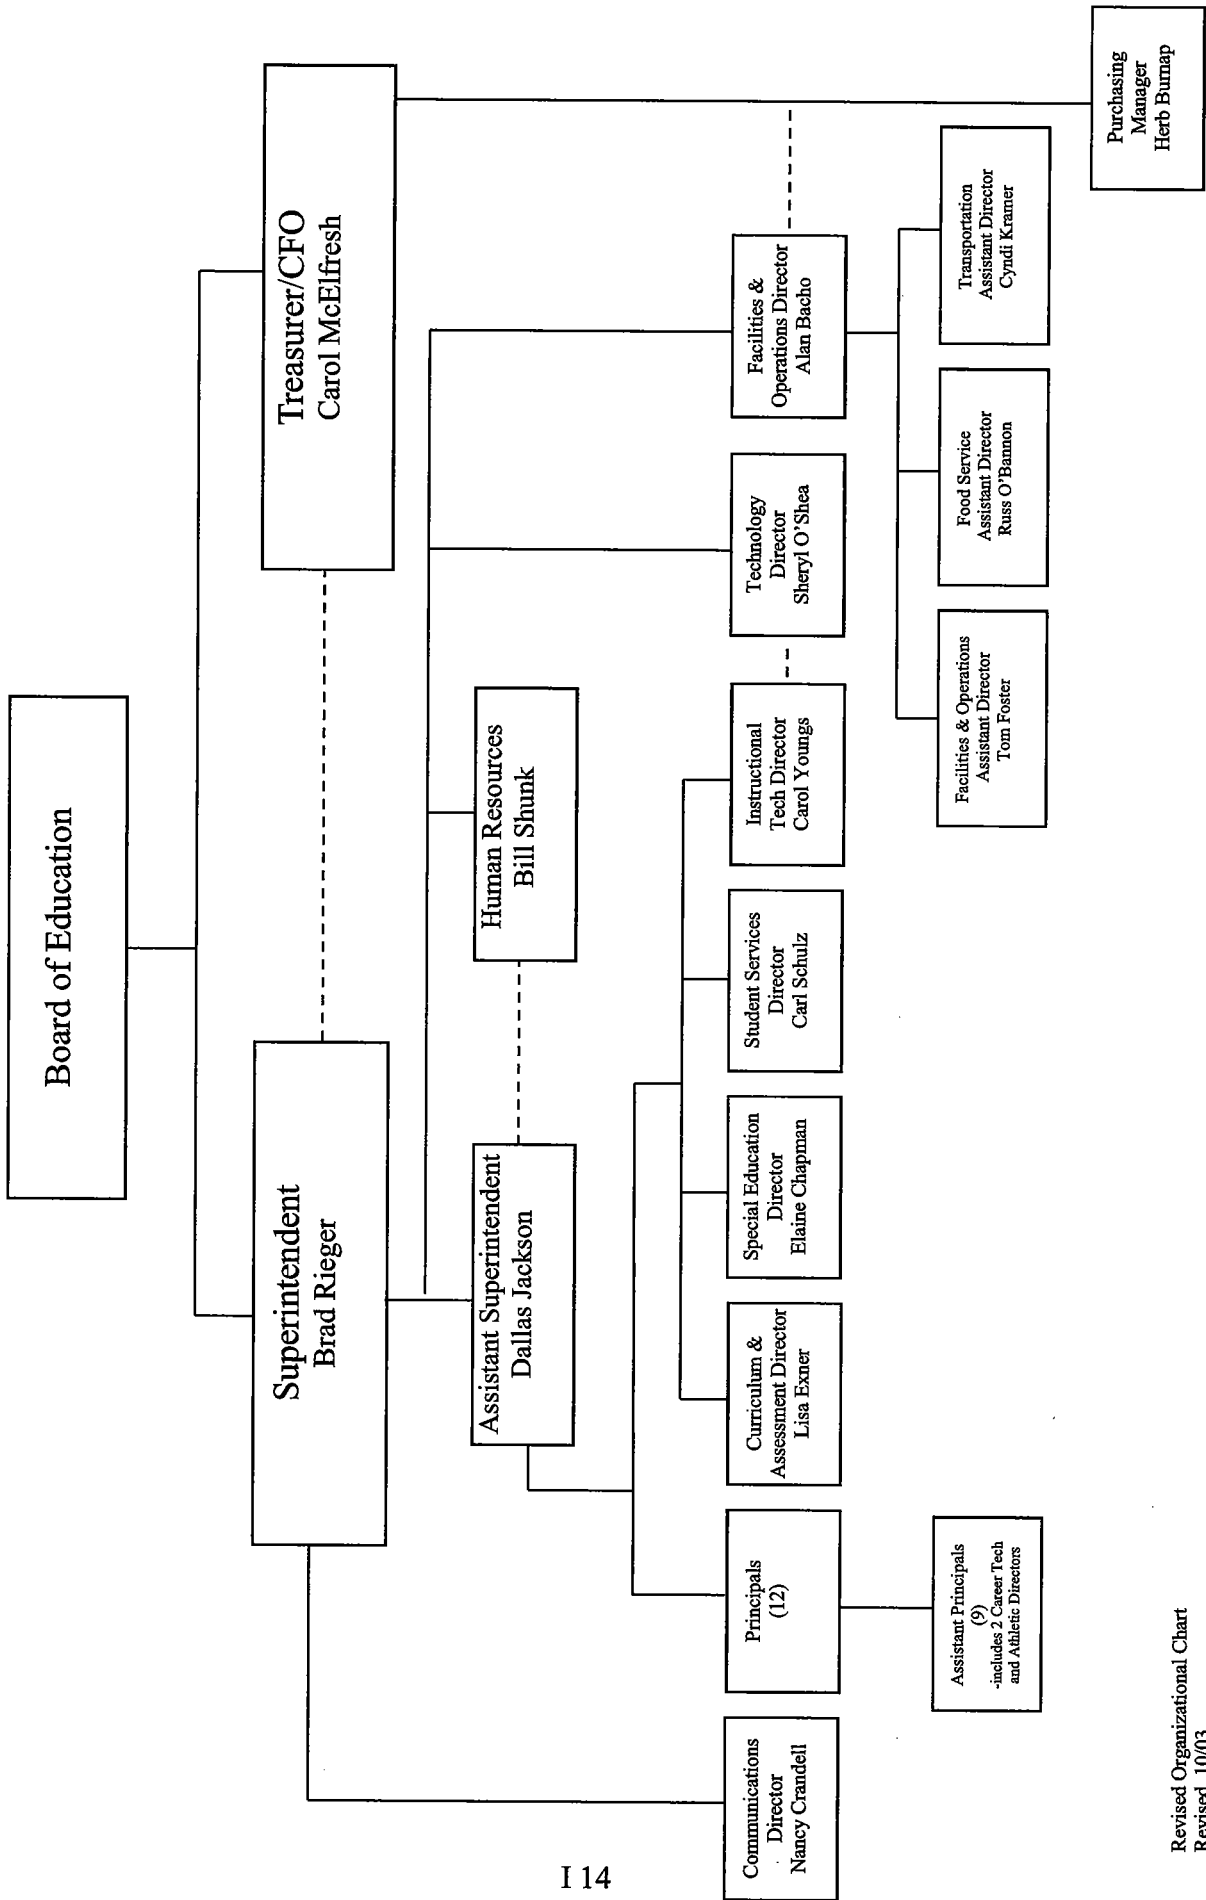 Board of Education
Superintendent
Brad Rieger
Treasurer/CFO
Carol McElfresh
Assistant Superintendent
Dallas Jackson
Human Resources
Bill Shunk
Communications
Director
Nancy Crandell
Principals
(12)
Curriculum &
Assessment Director
Lisa Exner
Special Education
Director
Elaine Chapman
Student Services
Director
Carl Schulz
Instructional
Tech Director
Carol Youngs
Technology
Director
Sheryl O'Shea
Facilities &
Operations Director
Alan Bacho
Assistant Principals
(9)
-includes 2 Career Tech
and Athletic Directors
Facilities & Operations
Assistant Director
Tom Foster
Food Service
Assistant Director
Russ O'Bannon
Transportation
Assistant Director
Cyndi Kramer
Purchasing
Manager
Herb Burnap
Revised Organizational Chart
Revised 10/03
I 14